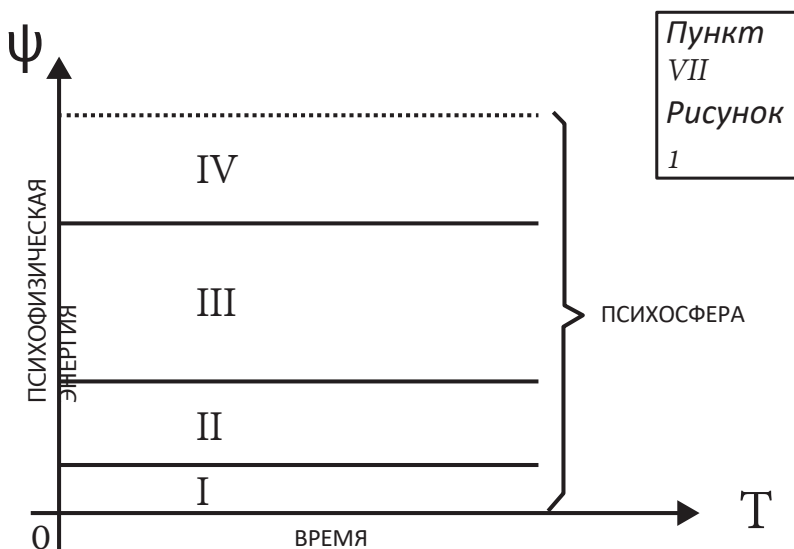 ψ
Пункт
VII
Рисунок
1
ПСИХОФИЗИЧЕСКАЯ
ЭНЕРГИЯ
IV
III
ПСИХОСФЕРА
II
I
T
0
ВРЕМЯ